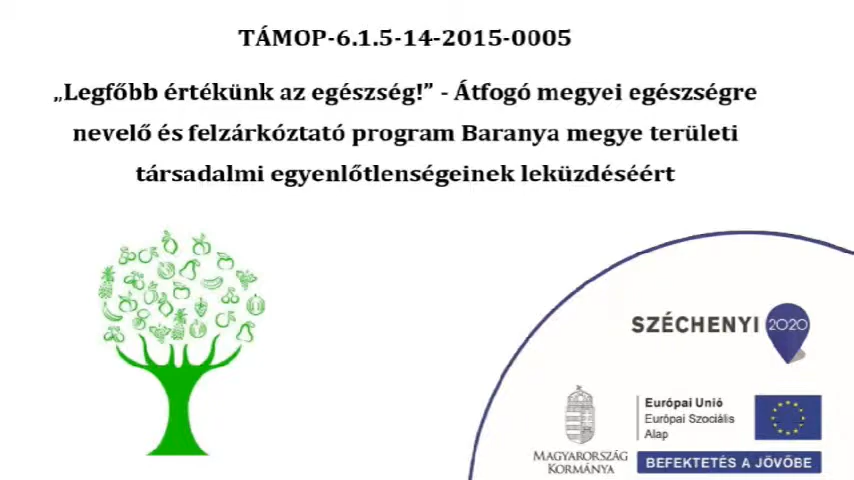 TÁMOP-6.1.5-14-2015-0005
„Legfőbb értékünk az egészség!” - Átfogó megyei egészségre
nevelő és felzárkóztató program Baranya megye területi
társadalmi egyenlőtlenségeinek leküzdéséért
SZÉCHENYI 2020
Európai Unió
Európai Szociális
Alap
MAGYARORSZÁG
KORMÁNYA
BEFEKTETÉS A JÖVŐBE